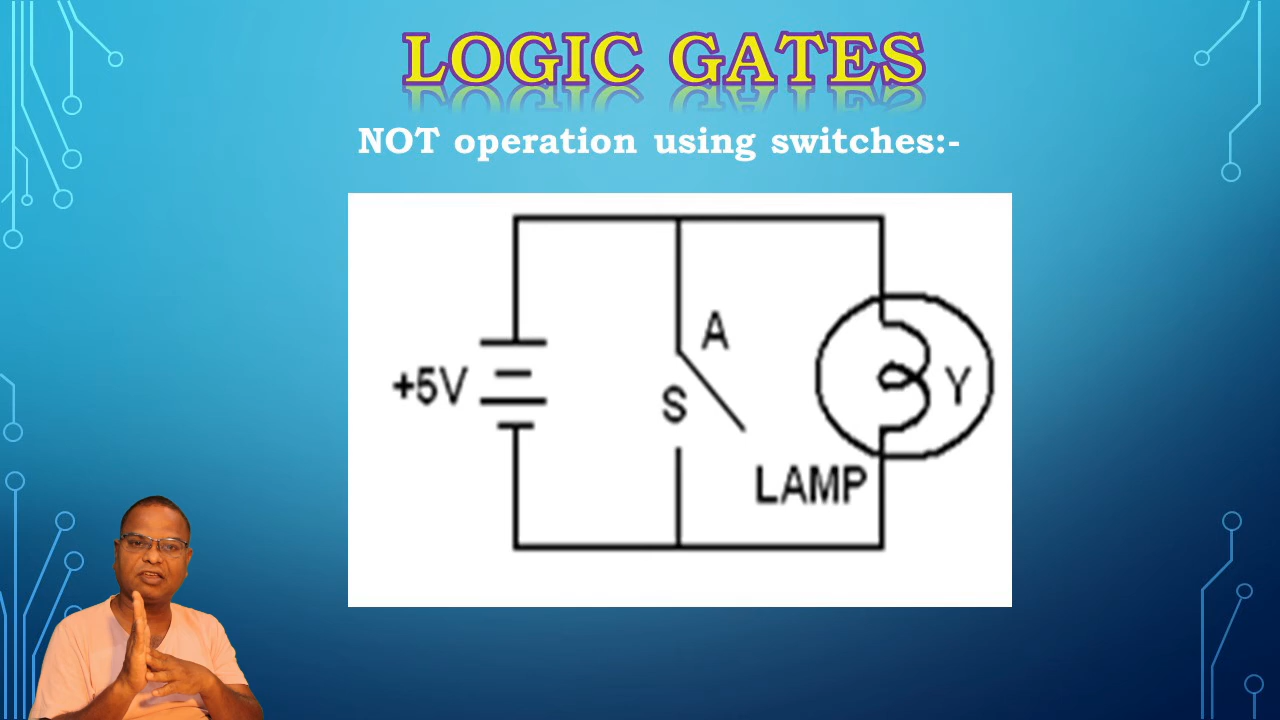 LOGIC GATES
NOT operation using switches:-
A
+5V
S
Y
LAMP